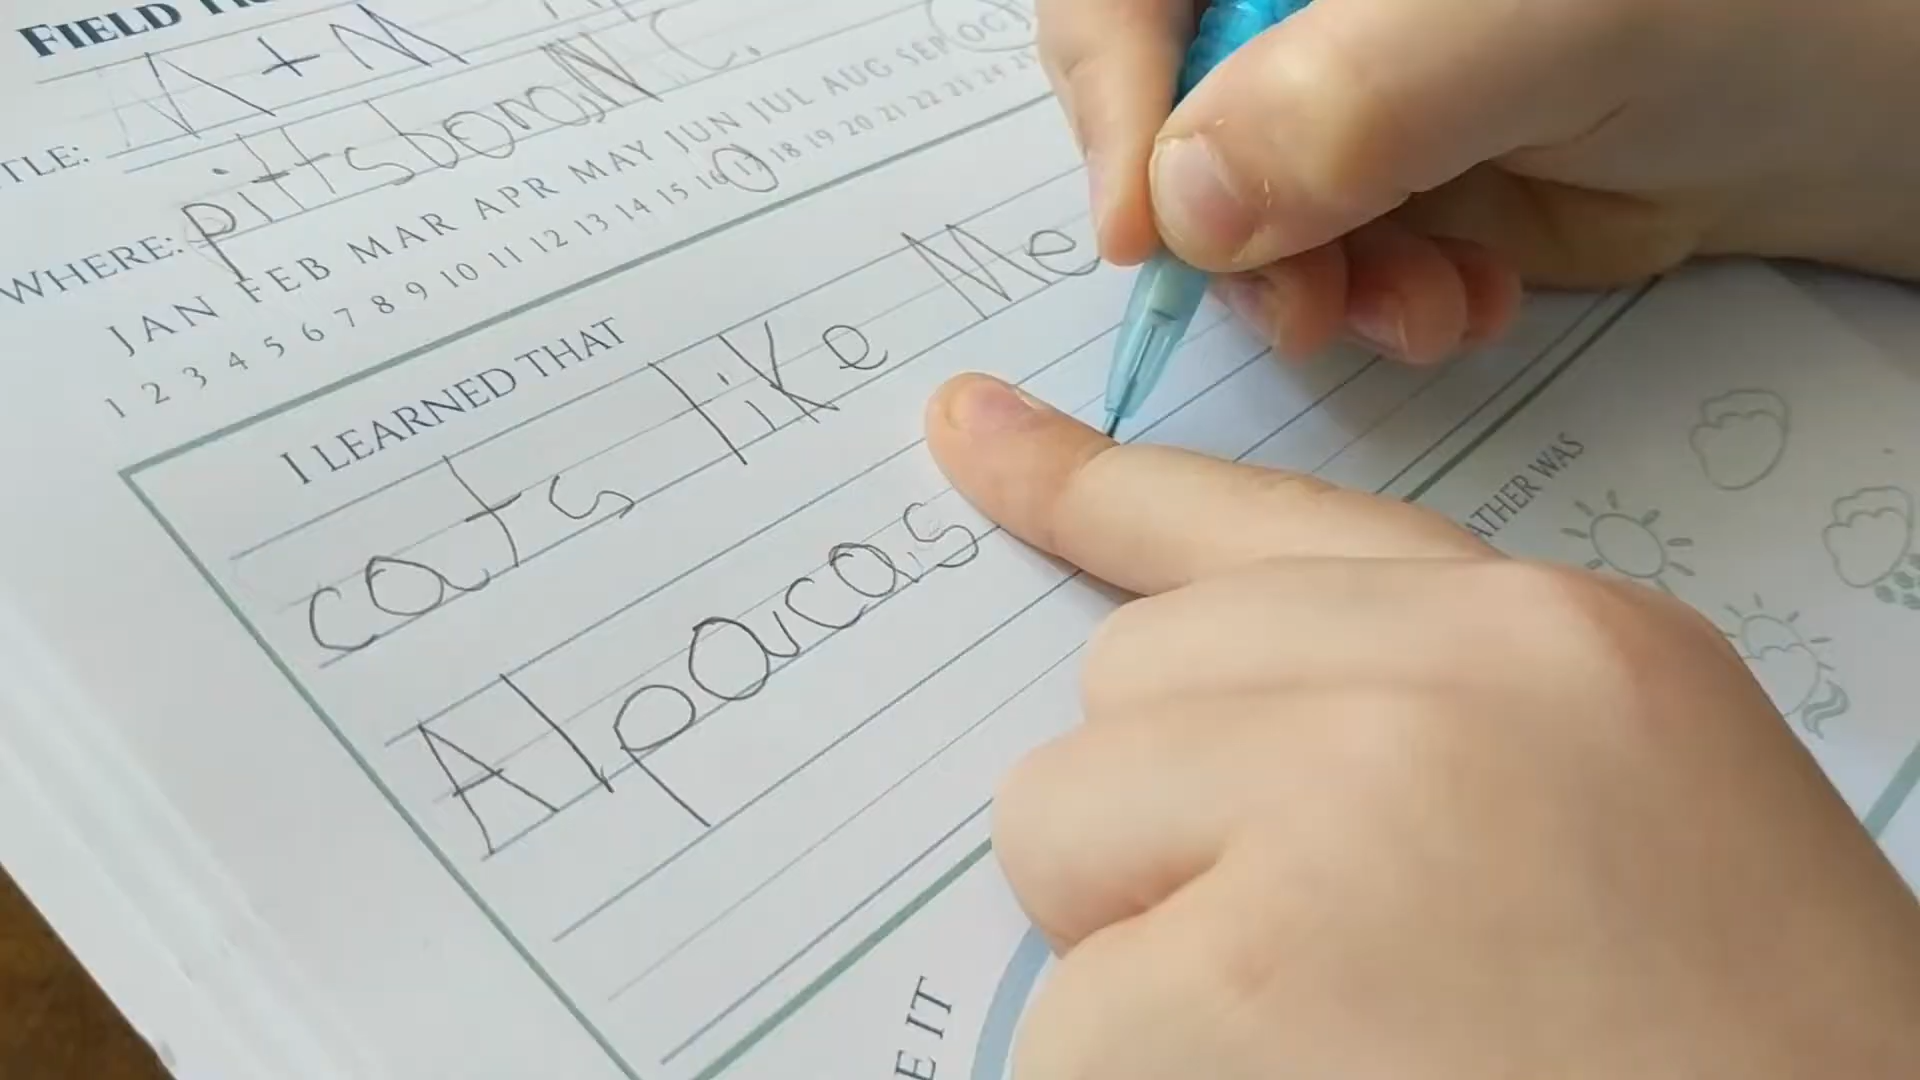 FIELD
M + M
TLE:
WHERE: pittsboro, N C.
JAN FEB MAR APR MAY JUN JUL AUG SEP OCT
1 2 3 4 5 6 7 8 9 10 11 12 13 14 15 16 17 18 19 20 21 22 23 24 25
I LEARNED THAT
cats like Me
Alpacas
ATHER WAS
E IT